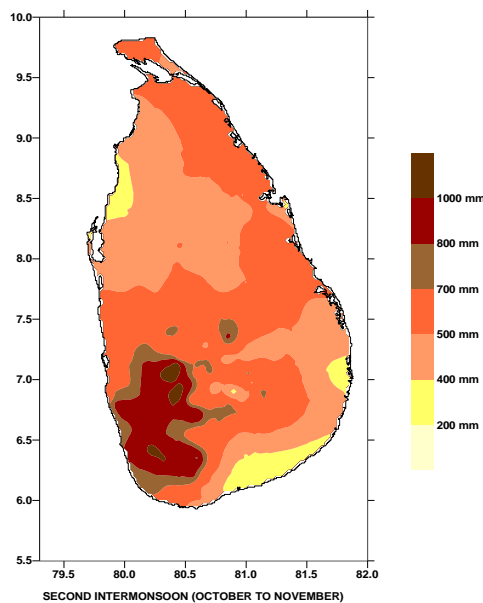 10.0
9.5
9.0
8.5
8.0
7.5
7.0
6.5
6.0
5.5
79.5 80.0 80.5 81.0 81.5 82.0
1000 mm
800 mm
700 mm
500 mm
400 mm
200 mm
SECOND INTERMONSOON (OCTOBER TO NOVEMBER)